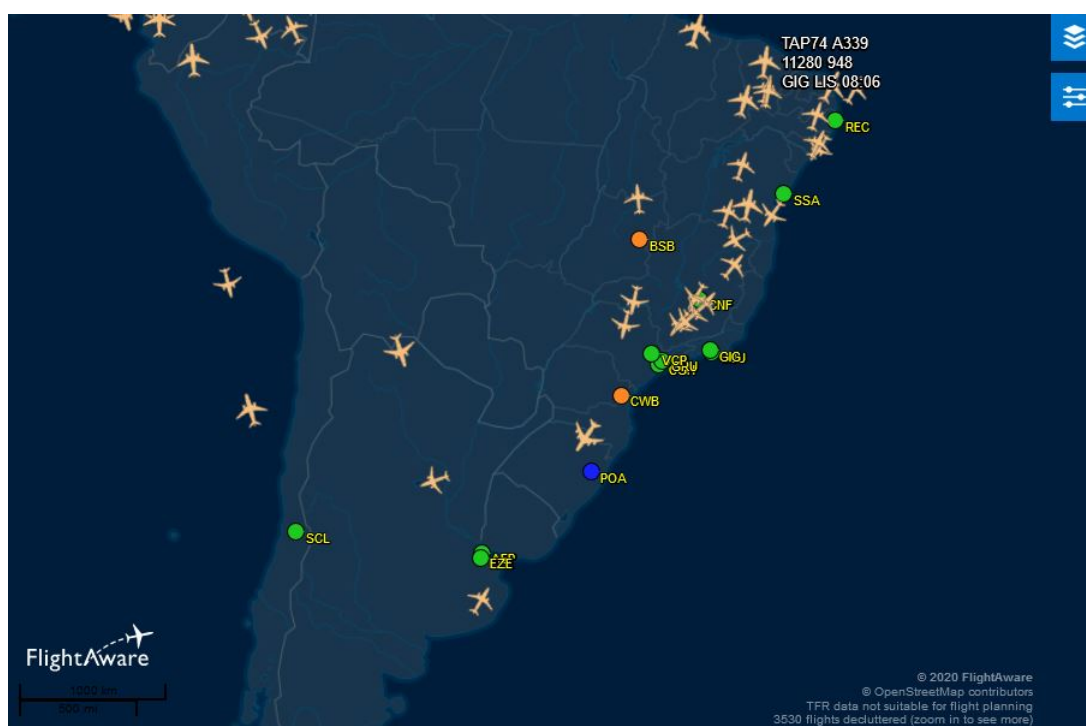 TAP74 A339
11280 948
GIG LIS 08:06
REC
SSA
BSB
CNF
VCP
GIG
CWB
POA
SCL
EZE
FlightAware
1000 km
500 mi
© 2020 FlightAware
© OpenStreetMap contributors
TFR data not suitable for flight planning
3530 flights decluttered (zoom in to see more)